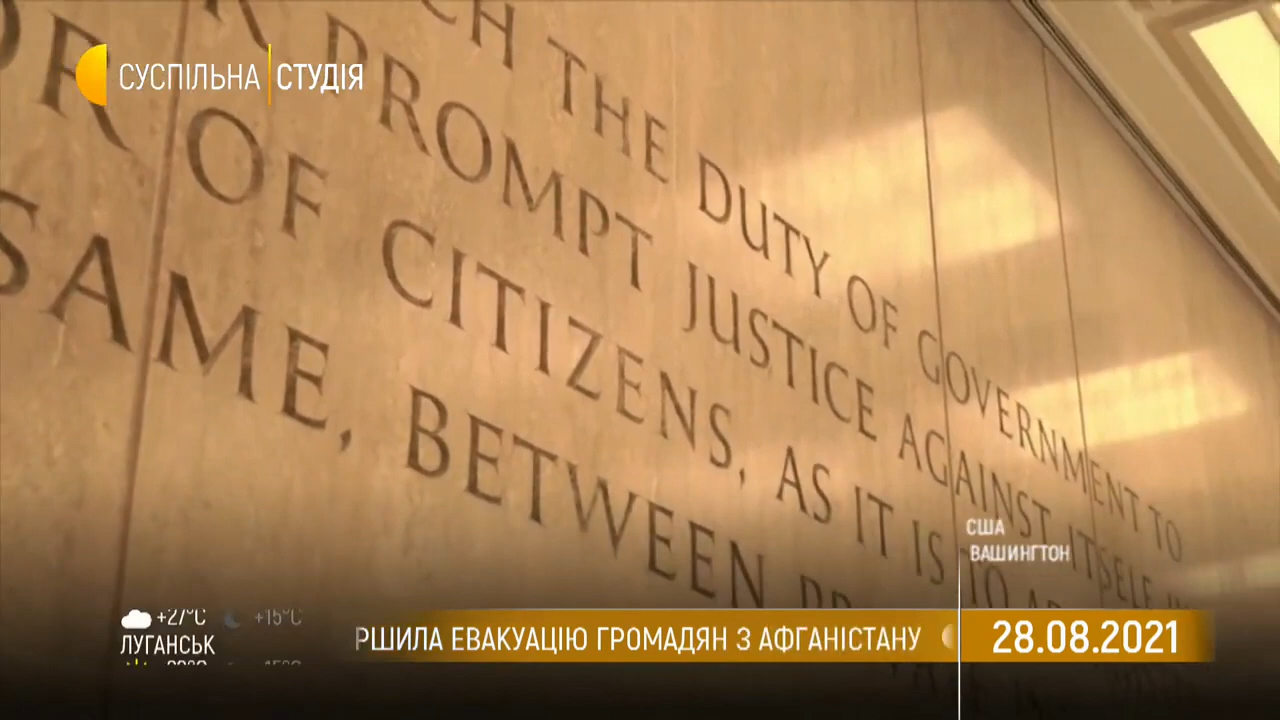 CH THE DUTY OF GOVERNMENT TO
R PROMPT JUSTICE AGAINST ITSELF
OR OF CITIZENS, AS IT IS TO
SAME, BETWEEN
СУСПІЛЬНА СТУДІЯ
США
ВАШИНГТОН
+27°C +15°C
ЛУГАНСЬК
РШИЛА ЕВАКУАЦІЮ ГРОМАДЯН З АФГАНІСТАНУ
28.08.2021